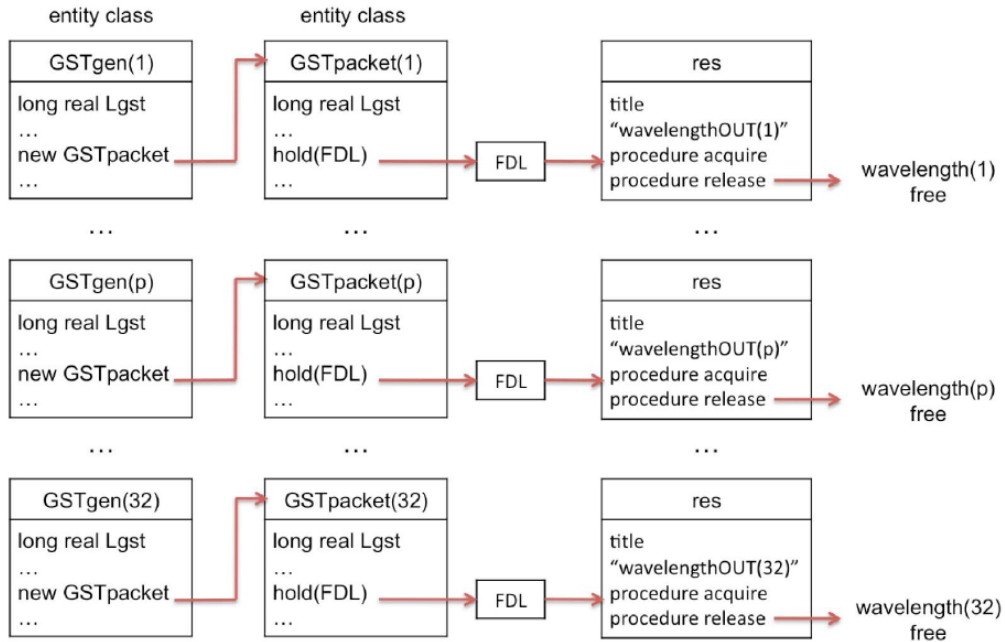 entity class
entity class
GSTgen(1)
GSTpacket(1)
res
long real Lgst
...
new GSTpacket
...
long real Lgst
...
hold(FDL)
...
FDL
title
“wavelengthOUT(1)”
procedure acquire
procedure release
wavelength(1)
free
...
...
...
GSTgen(p)
GSTpacket(p)
res
long real Lgst
...
new GSTpacket
...
long real Lgst
...
hold(FDL)
...
FDL
title
“wavelengthOUT(p)”
procedure acquire
procedure release
wavelength(p)
free
...
...
...
GSTgen(32)
GSTpacket(32)
res
long real Lgst
...
new GSTpacket
...
long real Lgst
...
hold(FDL)
...
FDL
title
“wavelengthOUT(32)”
procedure acquire
procedure release
wavelength(32)
free